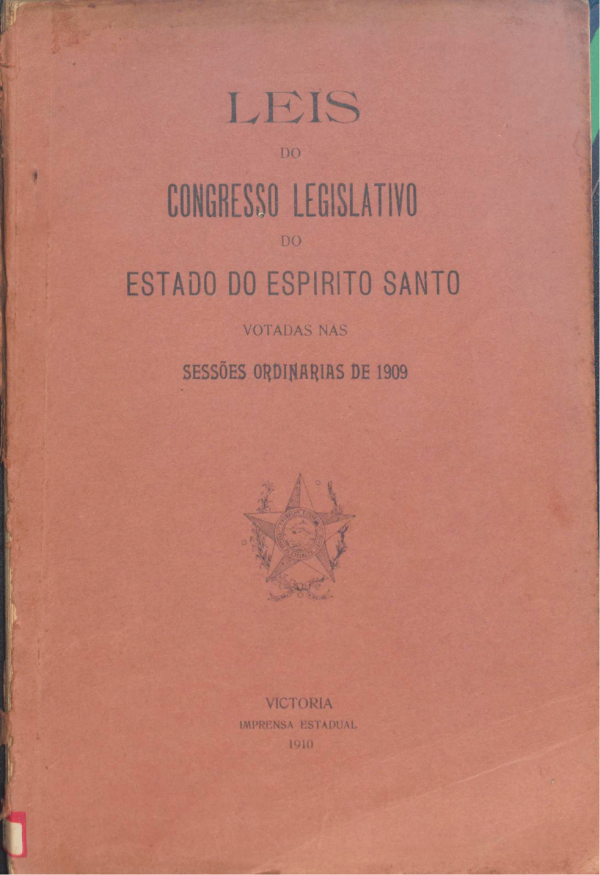 LEIS
DO
CONGRESSO LEGISLATIVO
DO
ESTADO DO ESPIRITO SANTO
VOTADAS NAS
SESSÕES ORDINARIAS DE 1909
VICTORIA
IMPRENSA ESTADUAL
1910